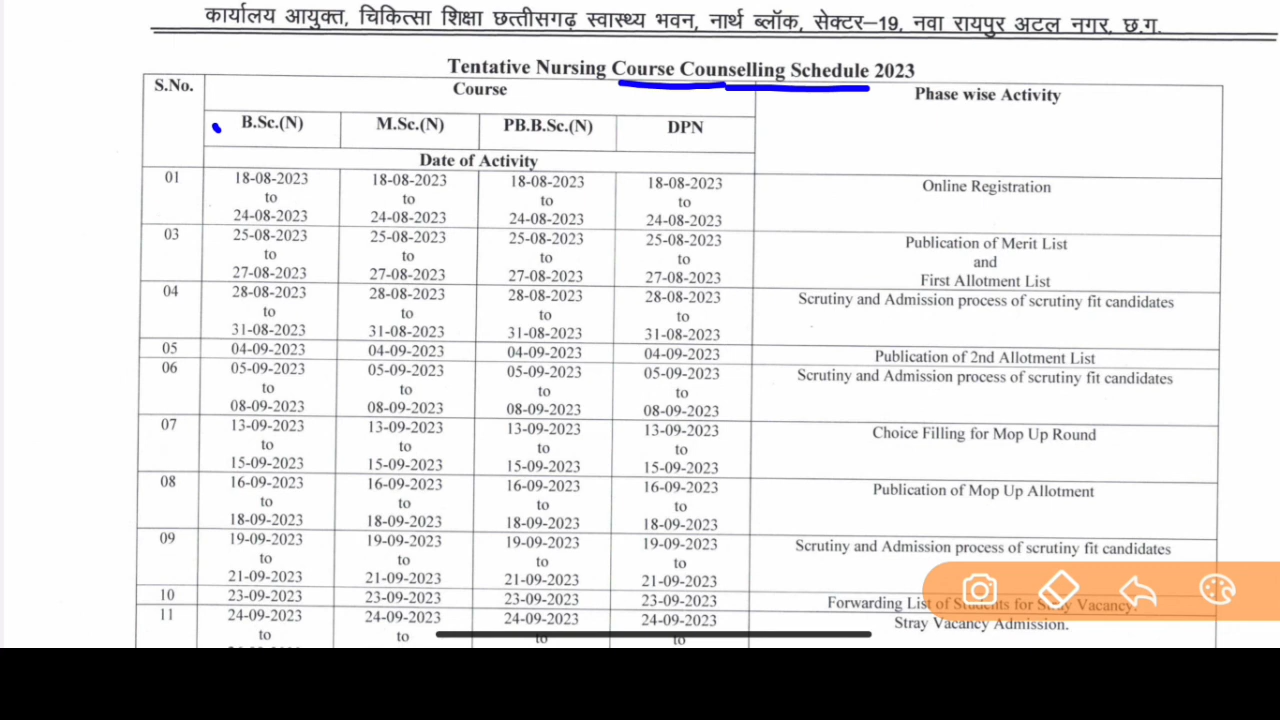 कार्यालय आयुक्त, चिकित्सा शिक्षा छत्तीसगढ़ स्वास्थ्य भवन, नार्थ ब्लॉक, सेक्टर–19, नवा रायपुर अटल नगर, छ.ग.
Tentative Nursing Course Counselling Schedule 2023
S.No. Course Phase wise Activity
B.Sc.(N) M.Sc.(N) PB.B.Sc.(N) DPN
Date of Activity
01 18-08-2023 18-08-2023 18-08-2023 18-08-2023 Online Registration
to to to to
24-08-2023 24-08-2023 24-08-2023 24-08-2023
03 25-08-2023 25-08-2023 25-08-2023 25-08-2023 Publication of Merit List
to to to to and
27-08-2023 27-08-2023 27-08-2023 27-08-2023 First Allotment List
04 28-08-2023 28-08-2023 28-08-2023 28-08-2023 Scrutiny and Admission process of scrutiny fit candidates
to to to to
31-08-2023 31-08-2023 31-08-2023 31-08-2023
05 04-09-2023 04-09-2023 04-09-2023 04-09-2023 Publication of 2nd Allotment List
06 05-09-2023 05-09-2023 05-09-2023 05-09-2023 Scrutiny and Admission process of scrutiny fit candidates
to to to to
08-09-2023 08-09-2023 08-09-2023 08-09-2023
07 13-09-2023 13-09-2023 13-09-2023 13-09-2023 Choice Filling for Mop Up Round
to to to to
15-09-2023 15-09-2023 15-09-2023 15-09-2023
08 16-09-2023 16-09-2023 16-09-2023 16-09-2023 Publication of Mop Up Allotment
to to to to
18-09-2023 18-09-2023 18-09-2023 18-09-2023
09 19-09-2023 19-09-2023 19-09-2023 19-09-2023 Scrutiny and Admission process of scrutiny fit candidates
to to to to
21-09-2023 21-09-2023 21-09-2023 21-09-2023
10 23-09-2023 23-09-2023 23-09-2023 23-09-2023 Forwarding List of Students for Stray Vacancy.
11 24-09-2023 24-09-2023 24-09-2023 24-09-2023 Stray Vacancy Admission.
to to to to